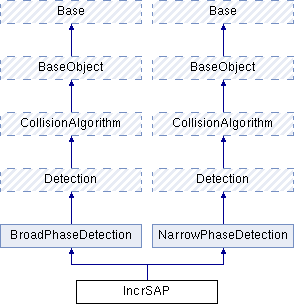 Base Base
BaseObject BaseObject
CollisionAlgorithm CollisionAlgorithm
Detection Detection
BroadPhaseDetection NarrowPhaseDetection
IncrSAP